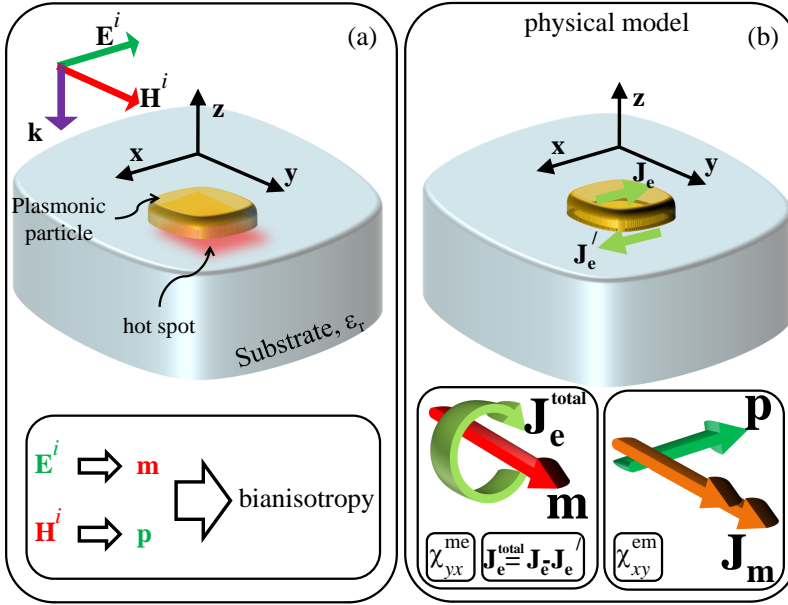 (a)
E^i
H^i
k
z
x
y
Plasmonic
particle
hot spot
Substrate, ε_r
E^i ⇨ m
H^i ⇨ p
bianisotropy
physical model
(b)
z
x
y
J_e
J_e^/
J_e^total
m
χ_yx^me
J_e^total = J_e - J_e^/
p
J_m
χ_xy^em